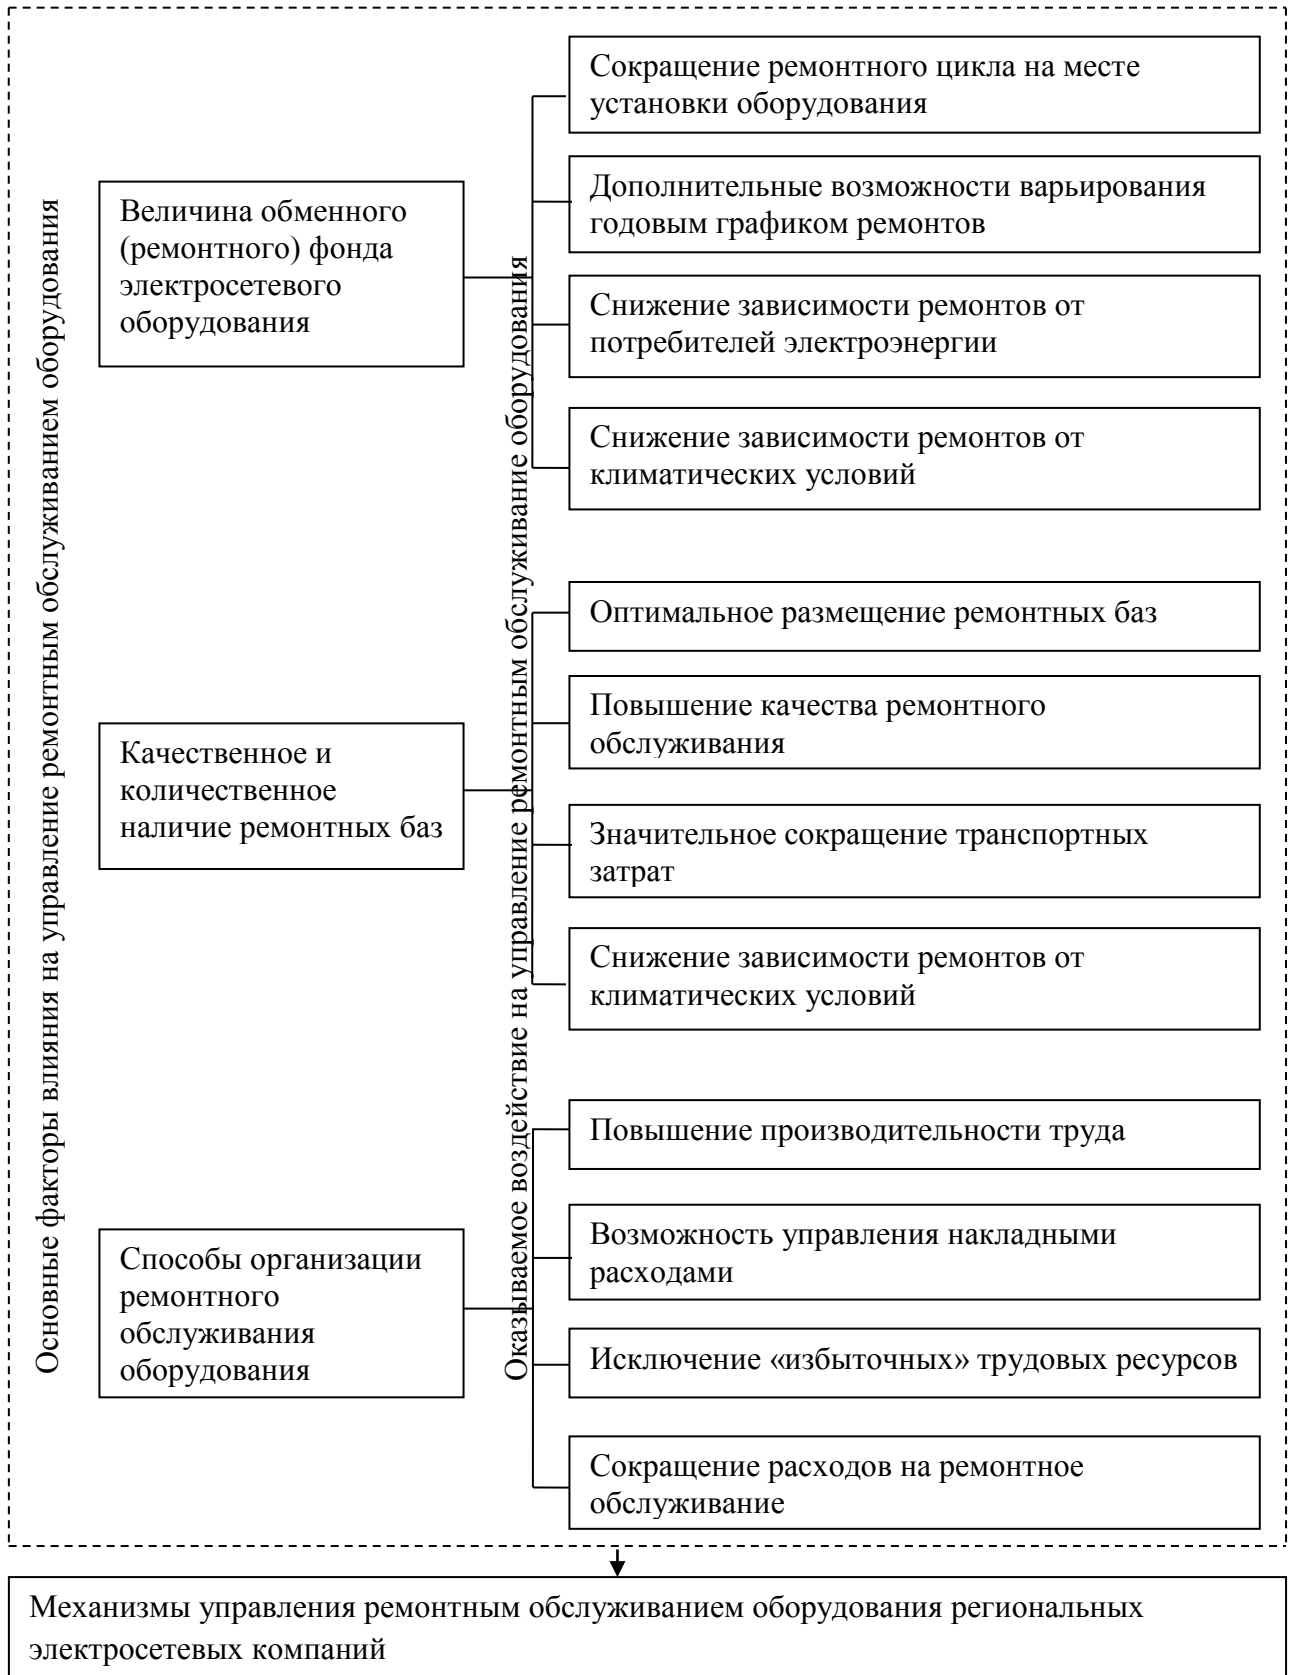 Основные факторы влияния на управление ремонтным обслуживанием оборудования
Величина обменного
(ремонтного) фонда
электросетевого
оборудования
Качественное и
количественное
наличие ремонтных баз
Способы организации
ремонтного
обслуживания
оборудования
Оказываемое воздействие на управление ремонтным обслуживание оборудования
Сокращение ремонтного цикла на месте
установки оборудования
Дополнительные возможности варьирования
годовым графиком ремонтов
Снижение зависимости ремонтов от
потребителей электроэнергии
Снижение зависимости ремонтов от
климатических условий
Оптимальное размещение ремонтных баз
Повышение качества ремонтного
обслуживания
Значительное сокращение транспортных
затрат
Снижение зависимости ремонтов от
климатических условий
Повышение производительности труда
Возможность управления накладными
расходами
Исключение «избыточных» трудовых ресурсов
Сокращение расходов на ремонтное
обслуживание
Механизмы управления ремонтным обслуживанием оборудования региональных
электросетевых компаний